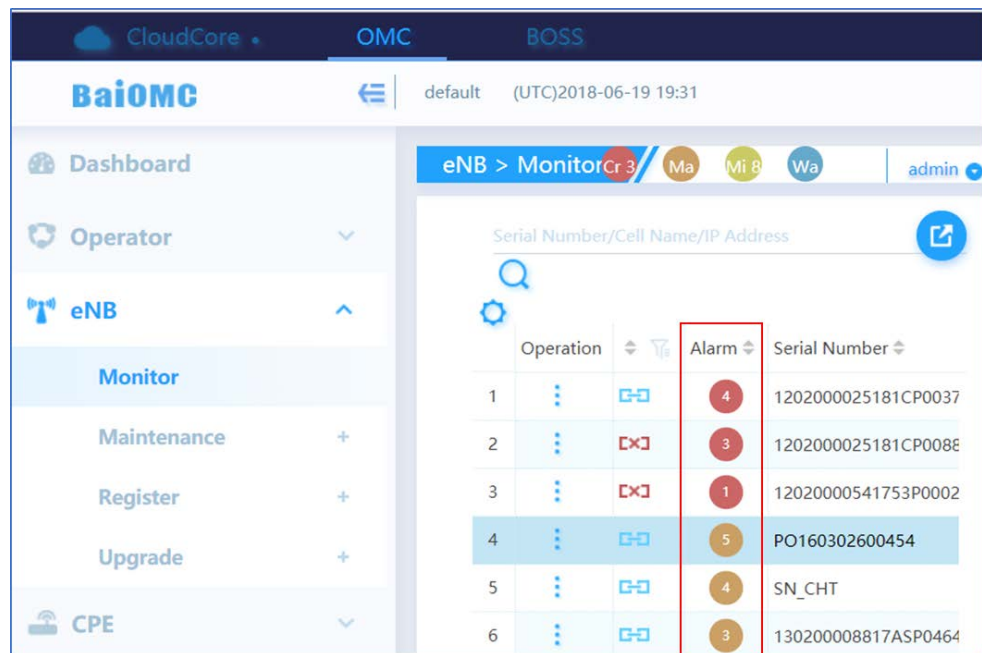 CloudCore OMC BOSS
BaiOMC default (UTC)2018-06-19 19:31
Dashboard
eNB > Monitor Cr 3 Ma Mi 8 Wa admin
Operator
Serial Number/Cell Name/IP Address
eNB
Operation Alarm Serial Number
Monitor
1 4 1202000025181CP0037
Maintenance +
2 3 1202000025181CP0088
Register +
3 1 12020000541753P0002
4 5 PO160302600454
Upgrade +
5 4 SN_CHT
CPE
6 3 130200008817ASP0464